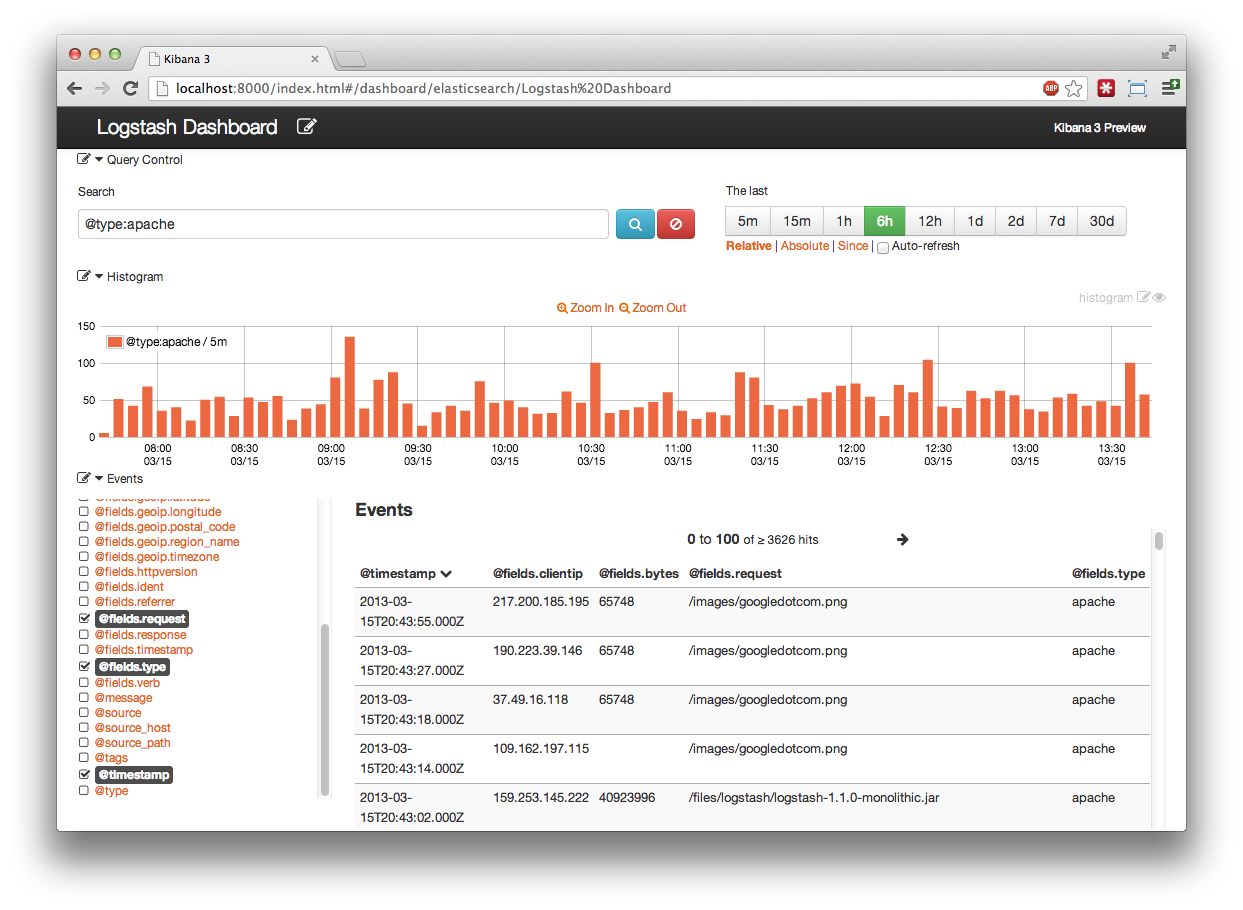 Kibana 3
localhost:8000/index.html#/dashboard/elasticsearch/Logstash%20Dashboard
ABP
Logstash Dashboard
Kibana 3 Preview
Query Control
Search
The last
@type:apache
5m 15m 1h 6h 12h 1d 2d 7d 30d
Relative | Absolute | Since | Auto-refresh
Histogram
histogram
Zoom In Zoom Out
150
@type:apache / 5m
100
50
0
08:00 08:30 09:00 09:30 10:00 10:30 11:00 11:30 12:00 12:30 13:00 13:30
03/15 03/15 03/15 03/15 03/15 03/15 03/15 03/15 03/15 03/15 03/15 03/15
Events
@fields.geoip.latitude
@fields.geoip.longitude
@fields.geoip.postal_code
@fields.geoip.region_name
@fields.geoip.timezone
@fields.httpversion
@fields.ident
@fields.referrer
@fields.request
@fields.response
@fields.timestamp
@fields.type
@fields.verb
@message
@source
@source_host
@source_path
@tags
@timestamp
@type
Events
0 to 100 of ≥ 3626 hits
@timestamp @fields.clientip @fields.bytes @fields.request @fields.type
2013-03- 217.200.185.195 65748 /images/googledotcom.png apache
15T20:43:55.000Z
2013-03- 190.223.39.146 65748 /images/googledotcom.png apache
15T20:43:27.000Z
2013-03- 37.49.16.118 65748 /images/googledotcom.png apache
15T20:43:18.000Z
2013-03- 109.162.197.115 /images/googledotcom.png apache
15T20:43:14.000Z
2013-03- 159.253.145.222 40923996 /files/logstash/logstash-1.1.0-monolithic.jar apache
15T20:43:02.000Z